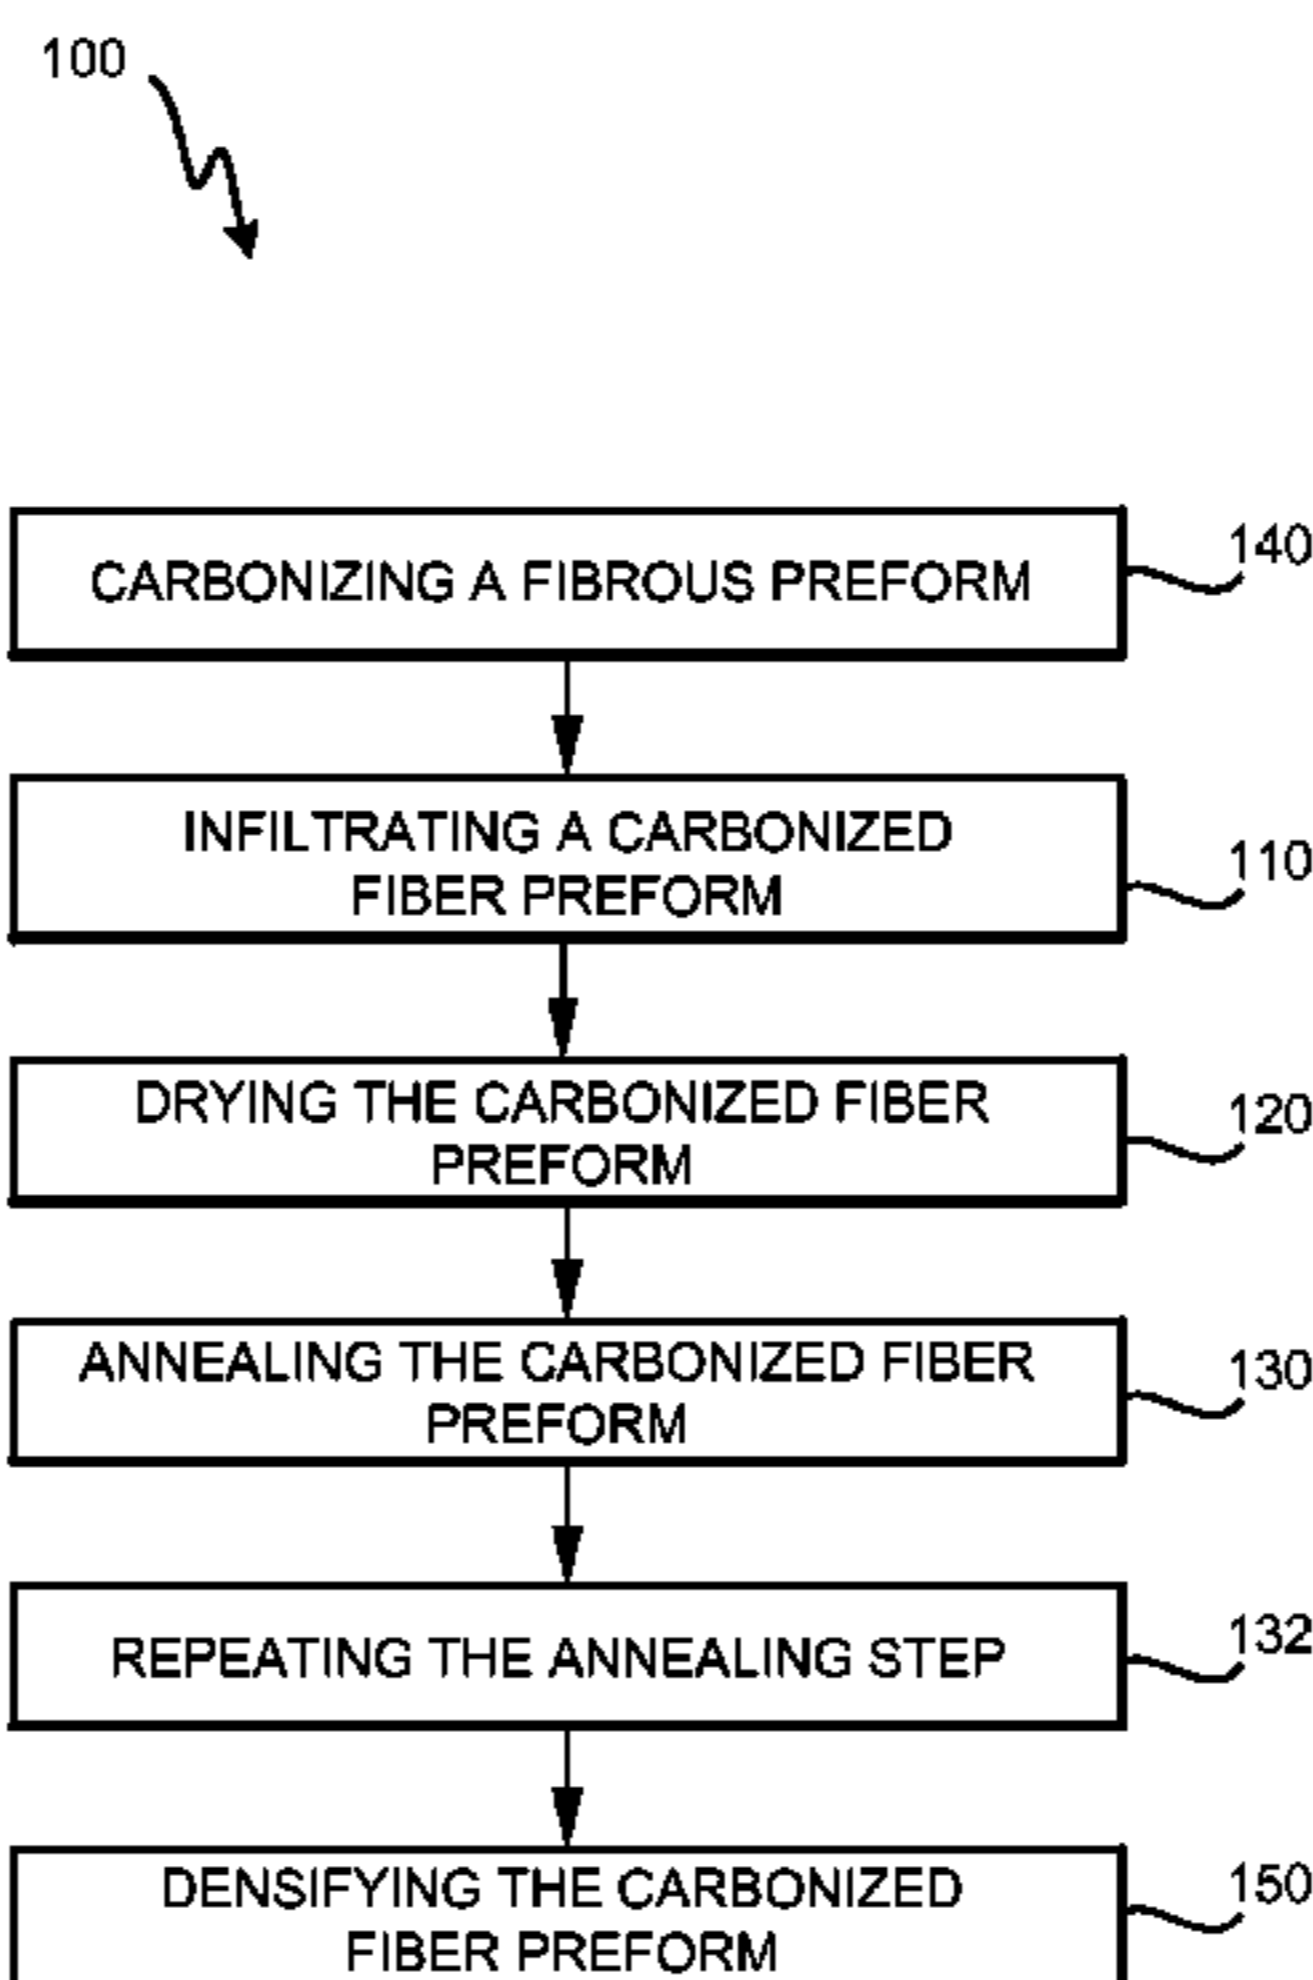 100
CARBONIZING A FIBROUS PREFORM
140
INFILTRATING A CARBONIZED
FIBER PREFORM
110
DRYING THE CARBONIZED FIBER
PREFORM
120
ANNEALING THE CARBONIZED FIBER
PREFORM
130
REPEATING THE ANNEALING STEP
132
DENSIFYING THE CARBONIZED
FIBER PREFORM
150